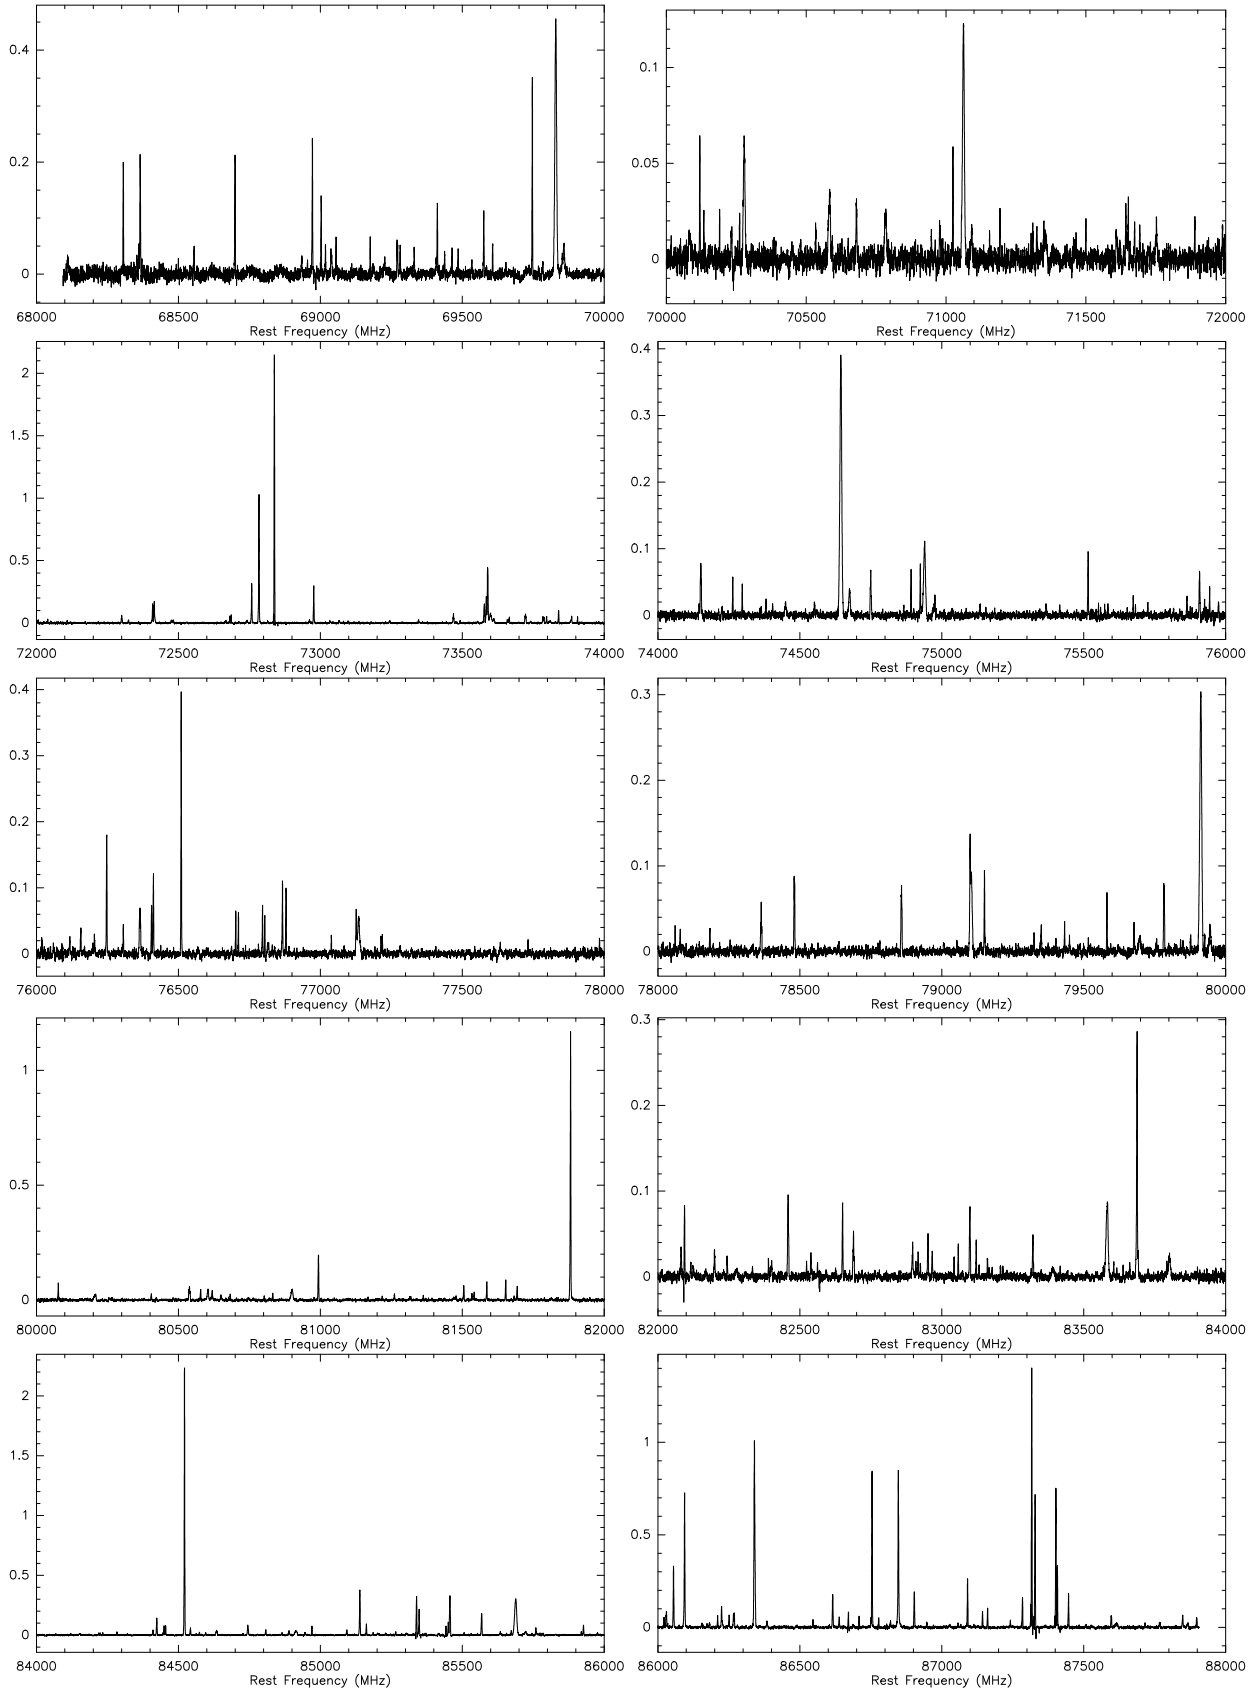 0.4
0.2
0
68000 68500 69000 69500 70000
Rest Frequency (MHz)
0.1
0.05
0
70000 70500 71000 71500 72000
Rest Frequency (MHz)
2
1.5
1
0.5
0
72000 72500 73000 73500 74000
Rest Frequency (MHz)
0.4
0.3
0.2
0.1
0
74000 74500 75000 75500 76000
Rest Frequency (MHz)
0.4
0.3
0.2
0.1
0
76000 76500 77000 77500 78000
Rest Frequency (MHz)
0.3
0.2
0.1
0
78000 78500 79000 79500 80000
Rest Frequency (MHz)
1
0.5
0
80000 80500 81000 81500 82000
Rest Frequency (MHz)
0.3
0.2
0.1
0
82000 82500 83000 83500 84000
Rest Frequency (MHz)
2
1.5
1
0.5
0
84000 84500 85000 85500 86000
Rest Frequency (MHz)
1
0.5
0
86000 86500 87000 87500 88000
Rest Frequency (MHz)